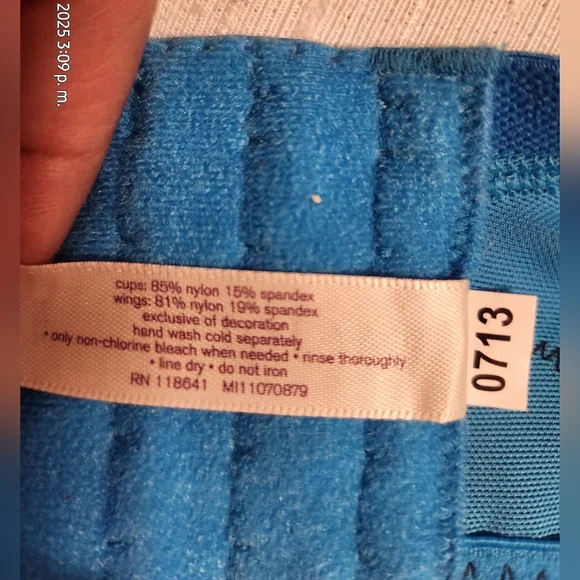 2025 3:09 p. m.
cups: 85% nylon 15% spandex
wings: 81% nylon 19% spandex
exclusive of decoration
hand wash cold separately
• only non-chlorine bleach when needed • rinse thoroughly
• line dry • do not iron
RN 118641 MI11070879
0713